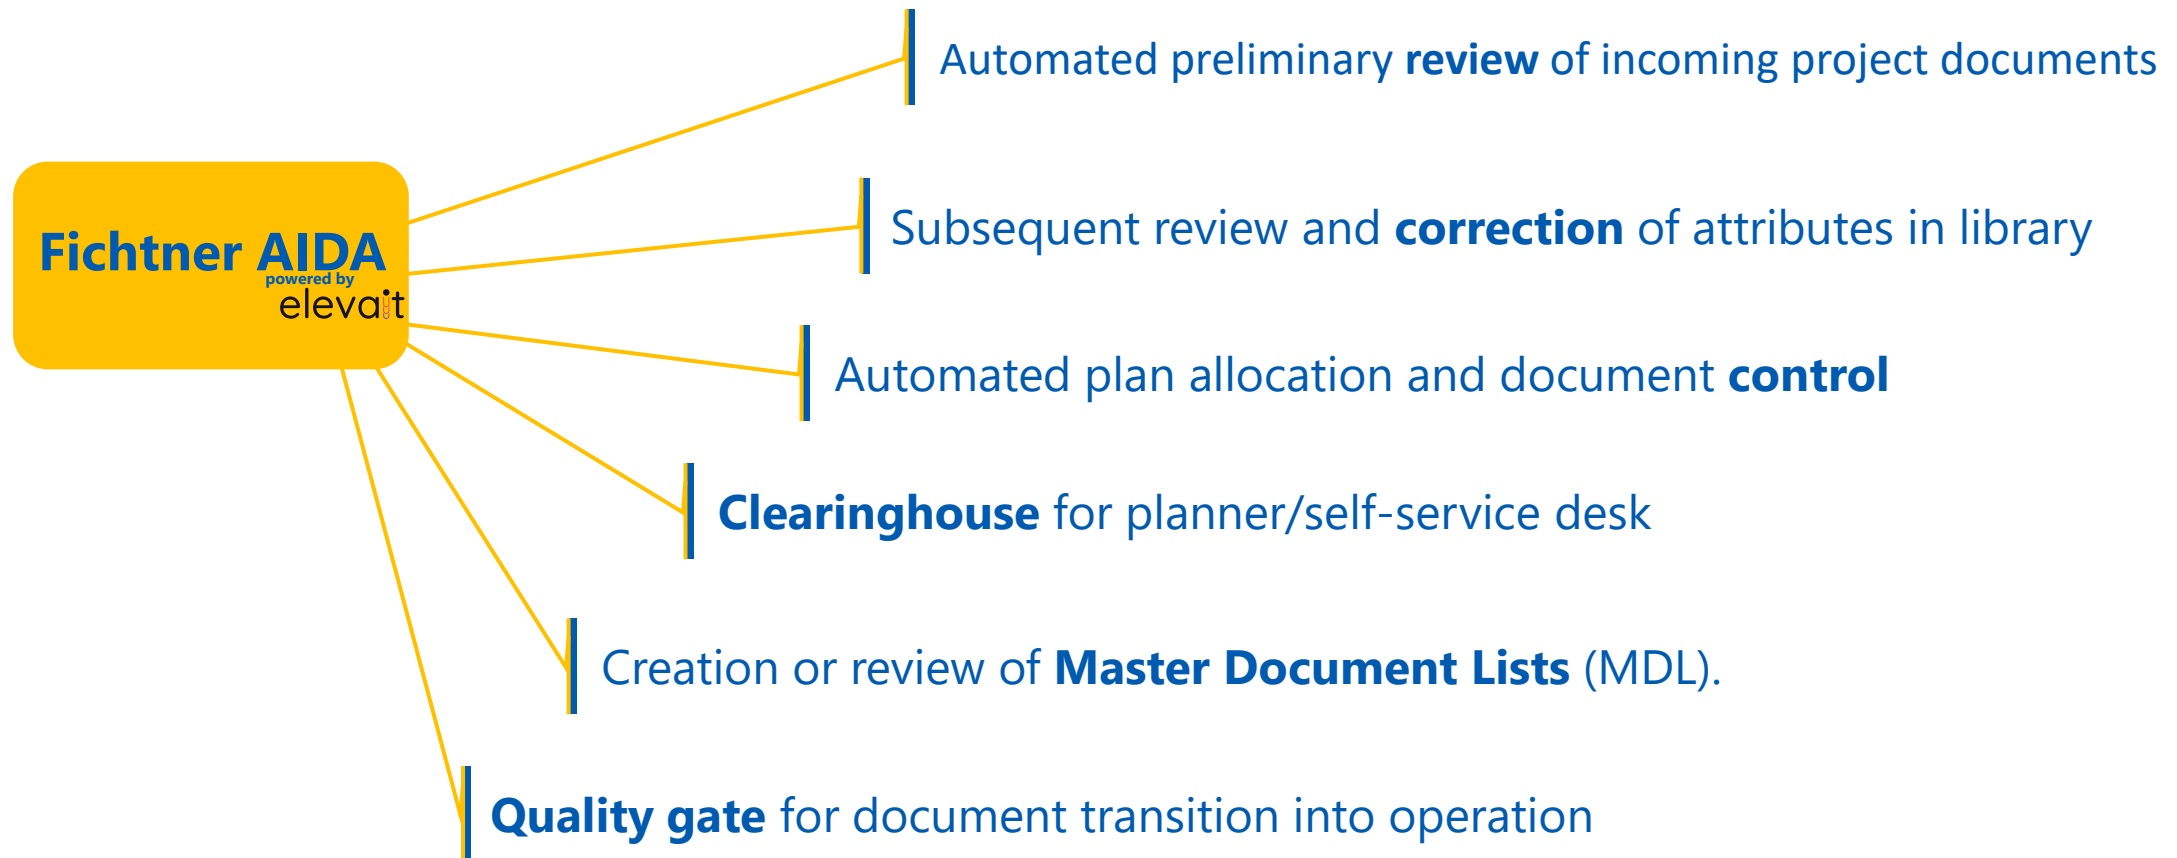 Automated preliminary review of incoming project documents
Subsequent review and correction of attributes in library
Fichtner AIDA
powered by
elevait
Automated plan allocation and document control
Clearinghouse for planner/self-service desk
Creation or review of Master Document Lists (MDL).
Quality gate for document transition into operation